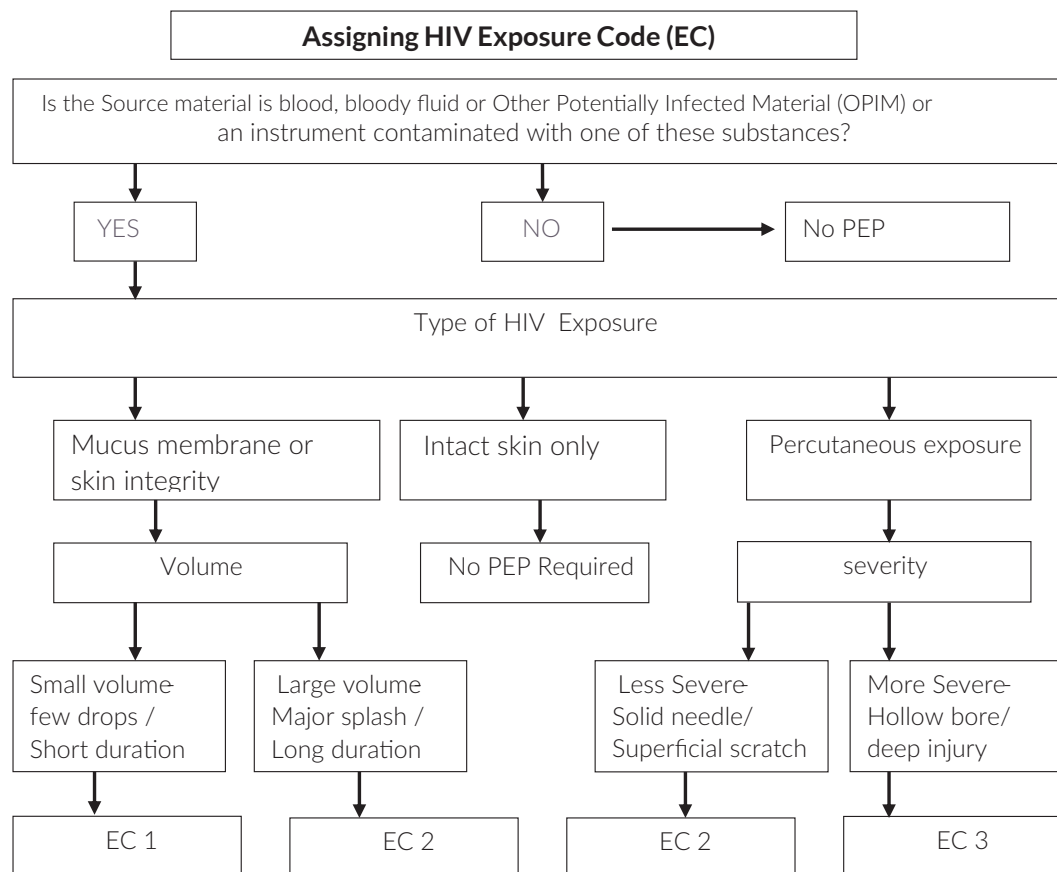 Assigning HIV Exposure Code (EC)
Is the Source material is blood, bloody fluid or Other Potentially Infected Material (OPIM) or
an instrument contaminated with one of these substances?
YES
NO
No PEP
Type of HIV Exposure
Mucus membrane or
skin integrity
Intact skin only
Percutaneous exposure
Volume
No PEP Required
severity
Small volume-
few drops /
Short duration
Large volume
Major splash /
Long duration
Less Severe-
Solid needle/
Superficial scratch
More Severe-
Hollow bore/
deep injury
EC 1
EC 2
EC 2
EC 3